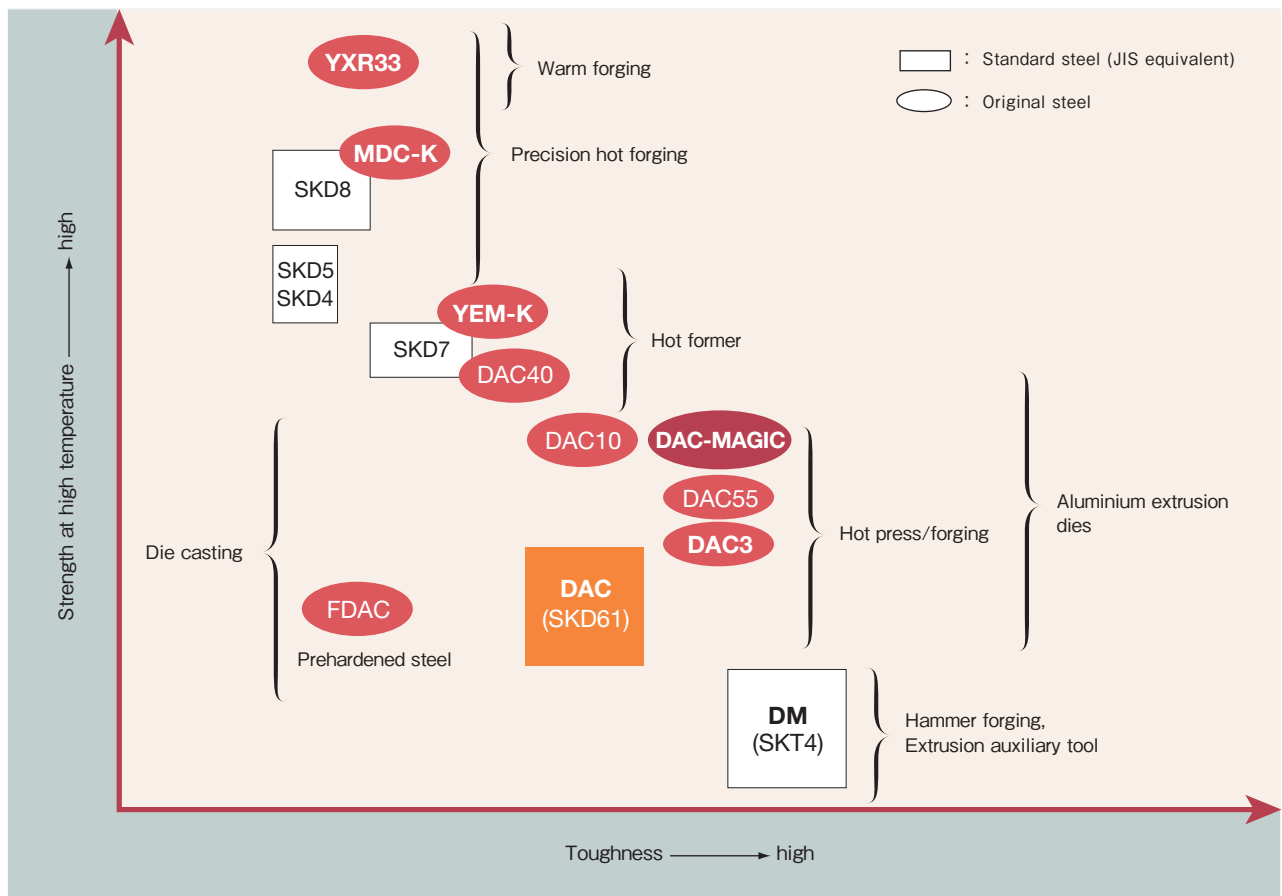 YXR33
Warm forging
: Standard steel (JIS equivalent)
: Original steel
MDC-K
Precision hot forging
SKD8
SKD5
SKD4
YEM-K
SKD7
DAC40
Hot former
DAC10
DAC-MAGIC
DAC55
DAC3
Aluminium extrusion
dies
Hot press/forging
Die casting
FDAC
Prehardened steel
DAC
(SKD61)
DM
(SKT4)
Hammer forging,
Extrusion auxiliary tool
Strength at high temperature → high
Toughness → high